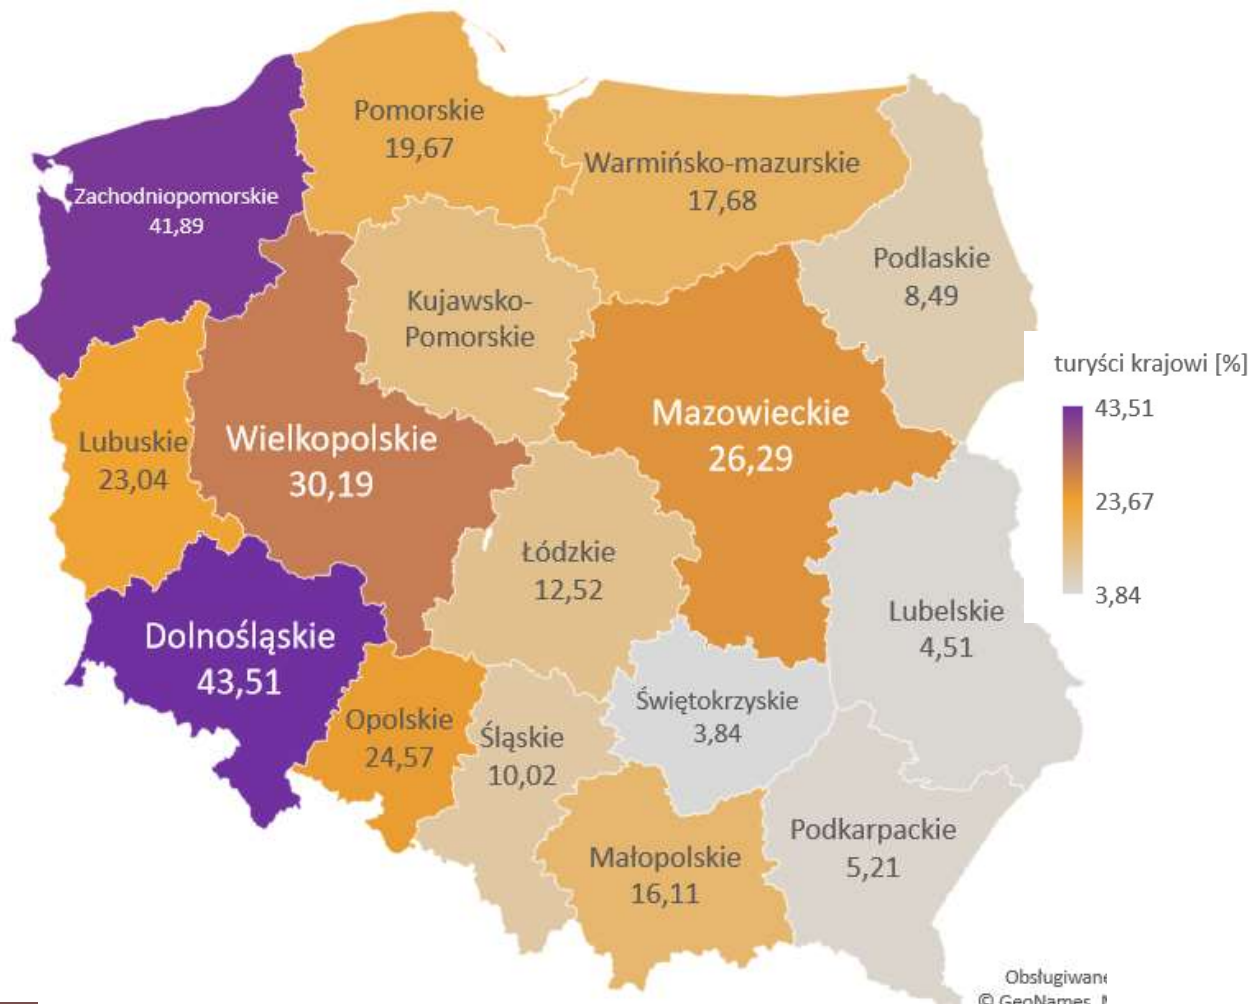 Pomorskie
19,67
Warmińsko-mazurskie
17,68
Zachodniopomorskie
41,89
Podlaskie
8,49
Kujawsko-
Pomorskie
turyści krajowi [%]
43,51
23,67
3,84
Mazowieckie
26,29
Wielkopolskie
30,19
Lubuskie
23,04
Łódzkie
12,52
Lubelskie
4,51
Dolnośląskie
43,51
Świętokrzyskie
3,84
Opolskie
24,57
Śląskie
10,02
Podkarpackie
5,21
Małopolskie
16,11
Obsługiwane
© GeoNames,